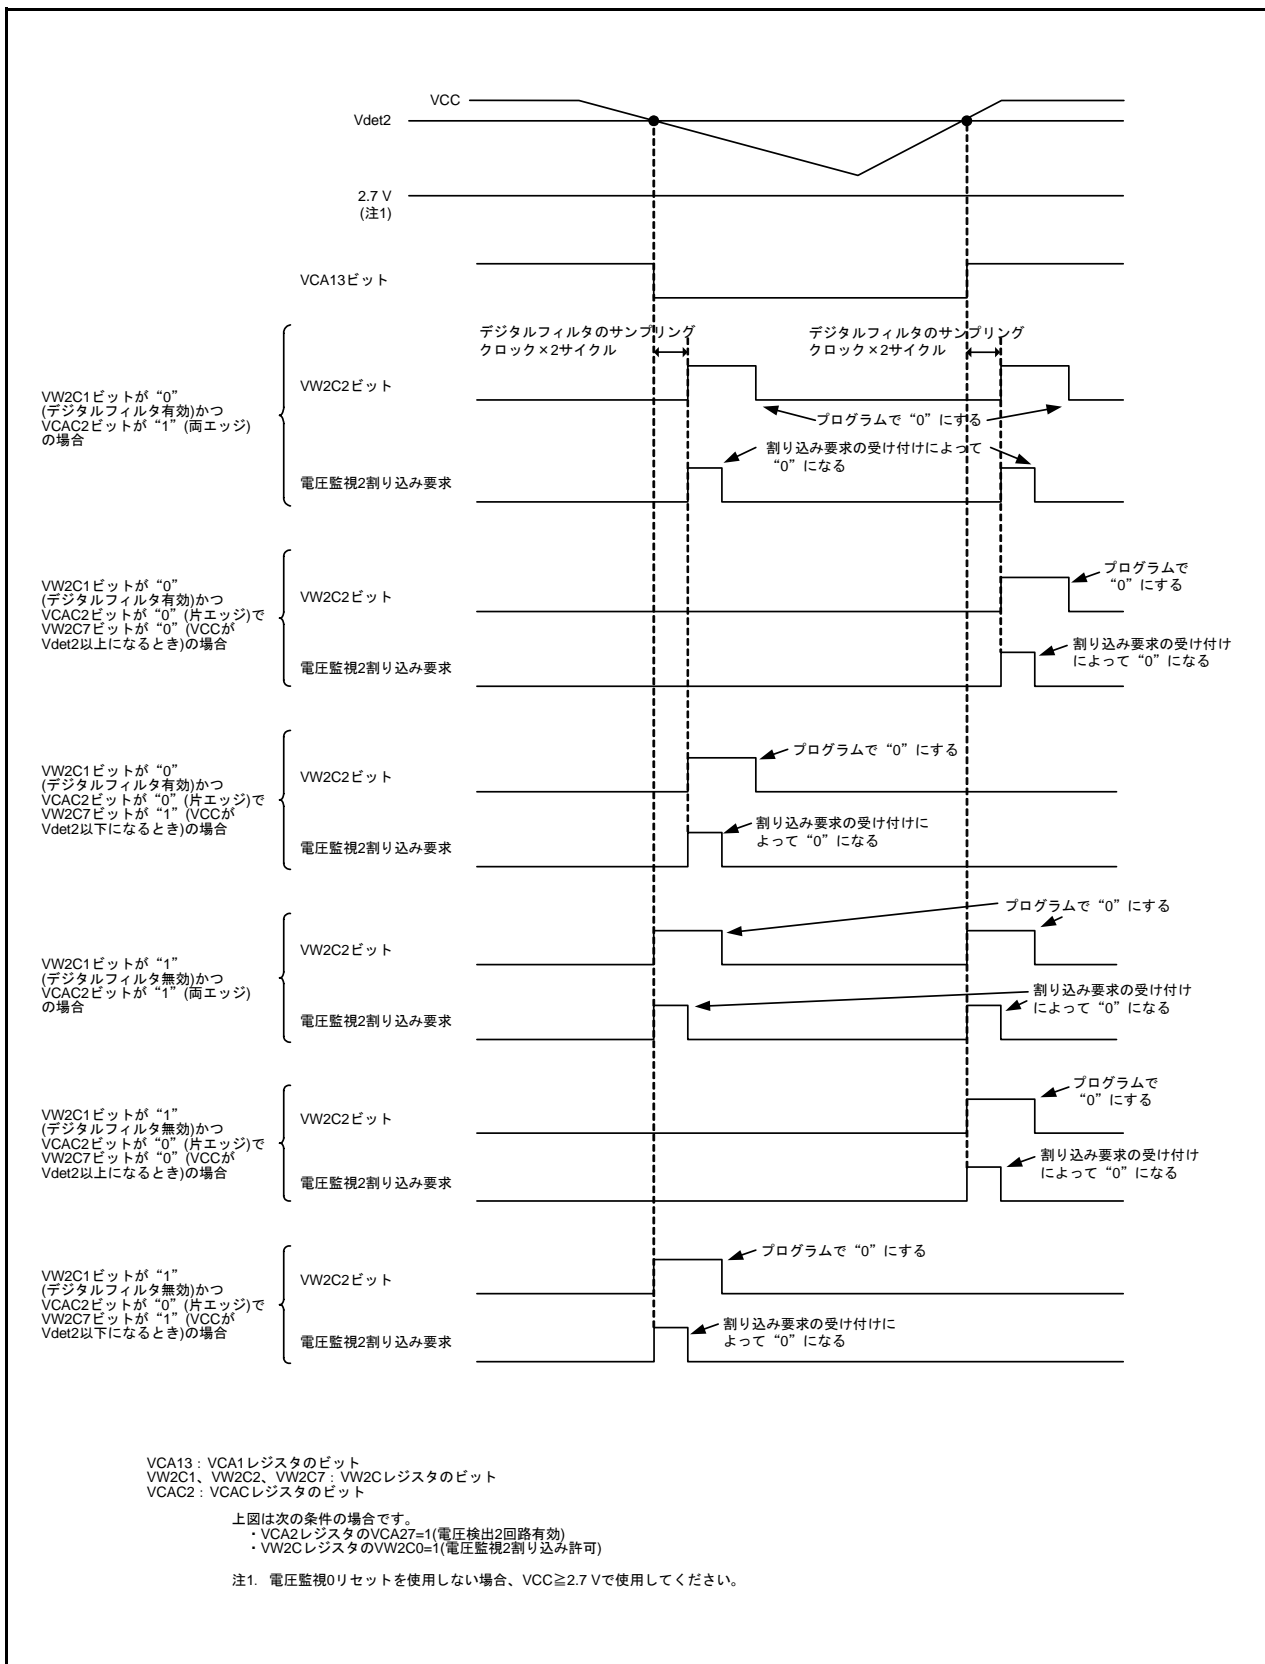 VCC
Vdet2
2.7 V
(注1)
VCA13ビット
デジタルフィルタのサンプリング
クロック×2サイクル
デジタルフィルタのサンプリング
クロック×2サイクル
VW2C1ビットが“0”
(デジタルフィルタ有効)かつ
VCAC2ビットが“1”(両エッジ)
の場合
VW2C2ビット
プログラムで“0”にする
割り込み要求の受け付けによって
“0”になる
電圧監視2割り込み要求
VW2C1ビットが“0”
(デジタルフィルタ有効)かつ
VCAC2ビットが“0”(片エッジ)で
VW2C7ビットが“0”(VCCが
Vdet2以上になるとき)の場合
VW2C2ビット
プログラムで
“0”にする
電圧監視2割り込み要求
割り込み要求の受け付け
によって“0”になる
VW2C1ビットが“0”
(デジタルフィルタ有効)かつ
VCAC2ビットが“0”(片エッジ)で
VW2C7ビットが“1”(VCCが
Vdet2以下になるとき)の場合
VW2C2ビット
プログラムで“0”にする
電圧監視2割り込み要求
割り込み要求の受け付けに
よって“0”になる
VW2C1ビットが“1”
(デジタルフィルタ無効)かつ
VCAC2ビットが“1”(両エッジ)
の場合
VW2C2ビット
プログラムで“0”にする
電圧監視2割り込み要求
割り込み要求の受け付け
によって“0”になる
VW2C1ビットが“1”
(デジタルフィルタ無効)かつ
VCAC2ビットが“0”(片エッジ)で
VW2C7ビットが“0”(VCCが
Vdet2以上になるとき)の場合
VW2C2ビット
プログラムで
“0”にする
電圧監視2割り込み要求
割り込み要求の受け付け
によって“0”になる
VW2C1ビットが“1”
(デジタルフィルタ無効)かつ
VCAC2ビットが“0”(片エッジ)で
VW2C7ビットが“1”(VCCが
Vdet2以下になるとき)の場合
VW2C2ビット
プログラムで“0”にする
電圧監視2割り込み要求
割り込み要求の受け付けに
よって“0”になる
VCA13：VCA1レジスタのビット
VW2C1、VW2C2、VW2C7：VW2Cレジスタのビット
VCAC2：VCACレジスタのビット
上図は次の条件の場合です。
・VCA2レジスタのVCA27=1(電圧検出2回路有効)
・VW2CレジスタのVW2C0=1(電圧監視2割り込み許可)
注1. 電圧監視0リセットを使用しない場合、VCC≧2.7 Vで使用してください。